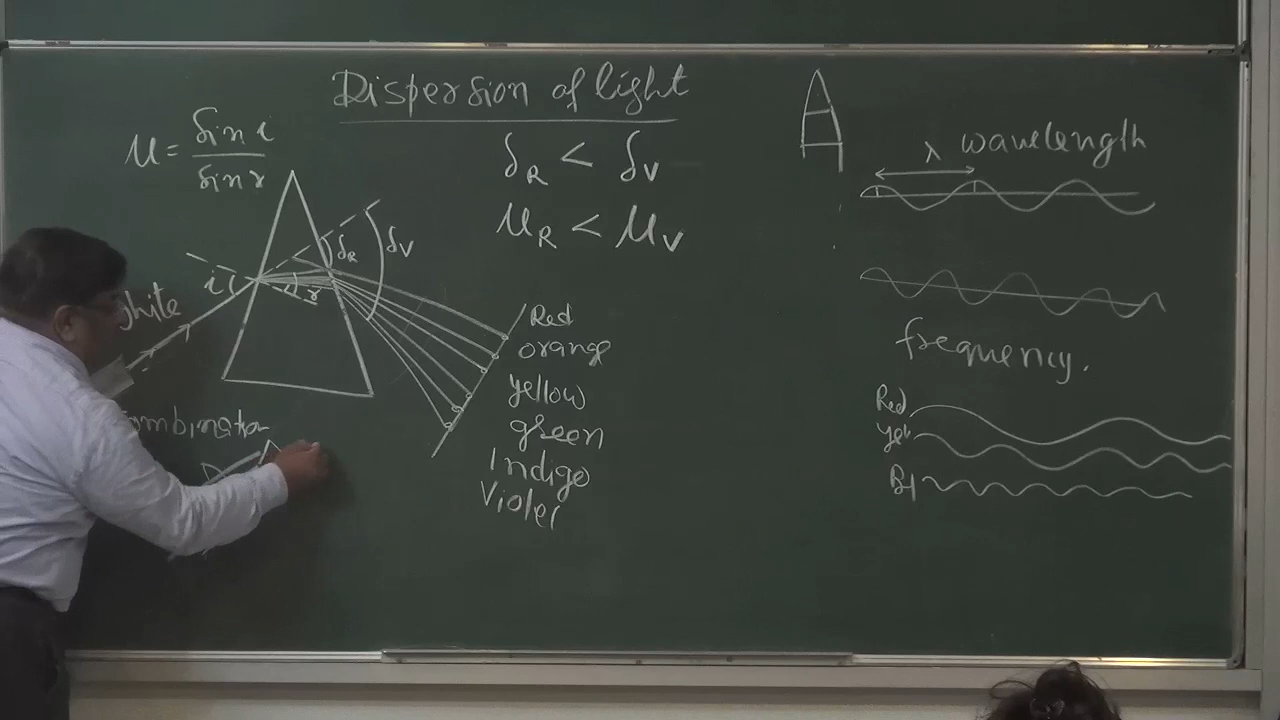 Dispersion of light
μ = sin i / sin r
δR < δV
μR < μV
δR
δV
i
r
Red
orange
yellow
green
Indigo
Violet
λ wavelength
frequency.
Red
Yel
Bl